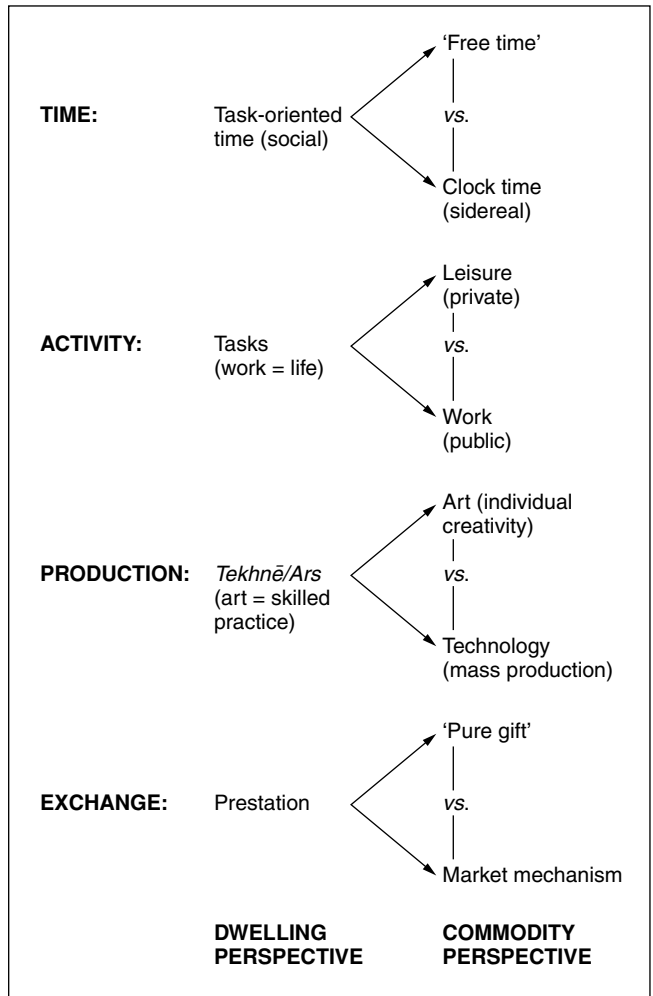 ‘Free time’
TIME: Task-oriented vs.
time (social)
Clock time
(sidereal)
Leisure
(private)
ACTIVITY: Tasks vs.
(work = life)
Work
(public)
Art (individual
creativity)
PRODUCTION: Tekhnē/Ars vs.
(art = skilled
practice)
Technology
(mass production)
‘Pure gift’
EXCHANGE: Prestation vs.
Market mechanism
DWELLING COMMODITY
PERSPECTIVE PERSPECTIVE